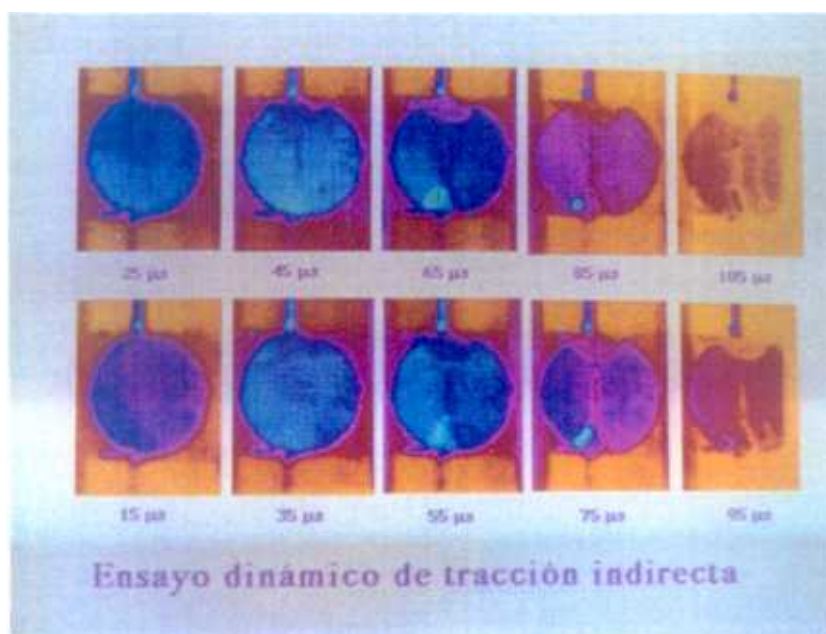 25 µs 45 µs 65 µs 85 µs 105 µs
15 µs 35 µs 55 µs 75 µs 95 µs
Ensayo dinámico de tracción indirecta